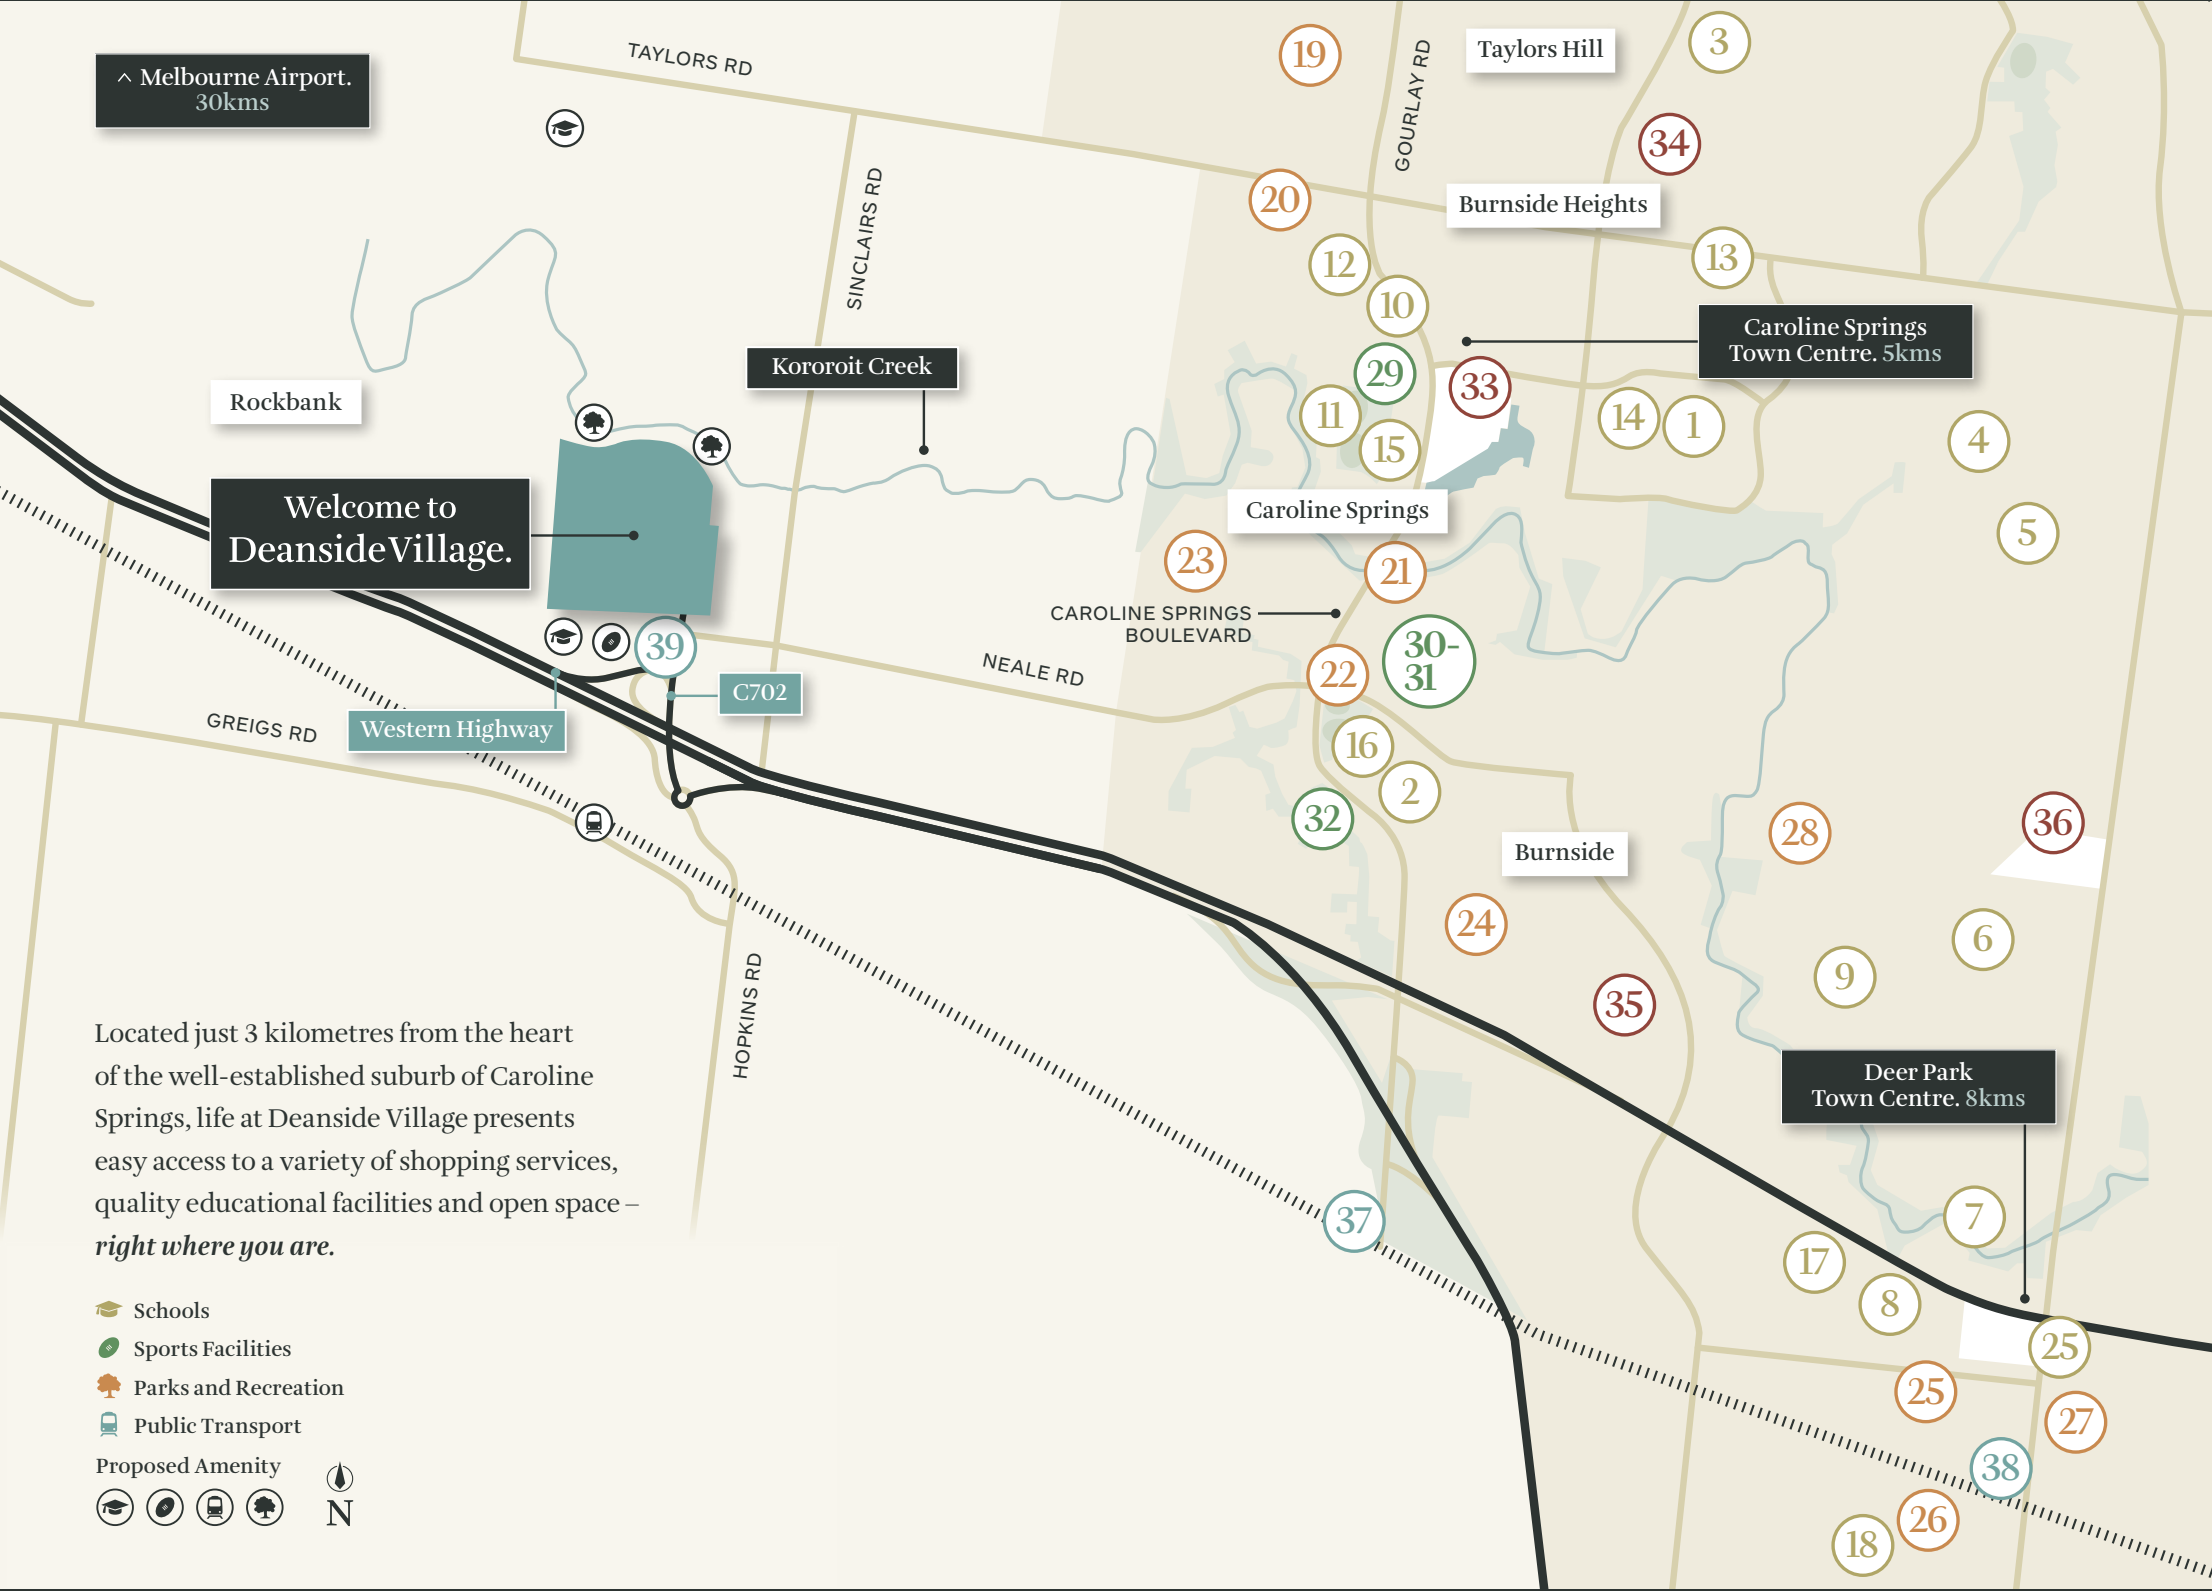 ^ Melbourne Airport.
30kms
TAYLORS RD
19
GOURLAY RD
Taylors Hill
3
34
20
Burnside Heights
SINCLAIRS RD
12
13
10
Caroline Springs
Town Centre. 5kms
Kororoit Creek
29
33
Rockbank
11
14
1
15
4
Welcome to
Deanside Village.
Caroline Springs
5
23
21
CAROLINE SPRINGS
BOULEVARD
39
30-
31
NEALE RD
22
C702
GREIGS RD
Western Highway
16
2
32
28
36
Burnside
24
6
9
35
HOPKINS RD
Located just 3 kilometres from the heart
of the well-established suburb of Caroline
Springs, life at Deanside Village presents
easy access to a variety of shopping services,
quality educational facilities and open space –
right where you are.
Deer Park
Town Centre. 8kms
37
7
17
8
25
25
27
38
26
18
Schools
Sports Facilities
Parks and Recreation
Public Transport
Proposed Amenity
N